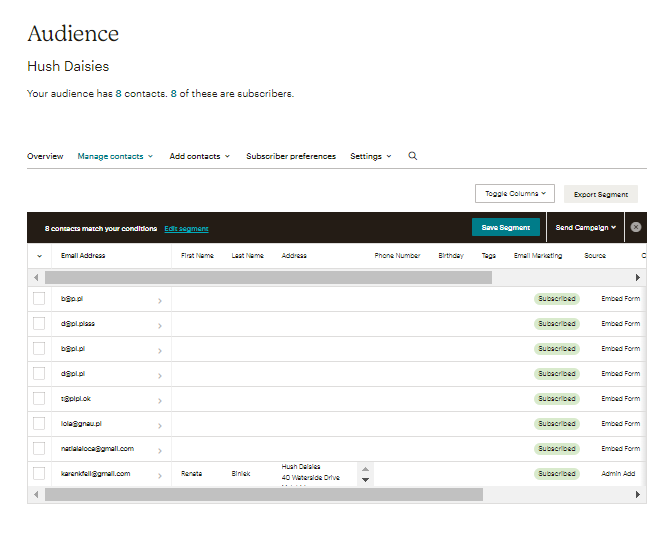 Audience
Hush Daisies
Your audience has 8 contacts. 8 of these are subscribers.
Overview Manage contacts Add contacts Subscriber preferences Settings
Toggle Columns Export Segment
8 contacts match your conditions Edit segment Save Segment Send Campaign
Email Address First Name Last Name Address Phone Number Birthday Tags Email Marketing Source C
b@p.pl Subscribed Embed Form
d@pl.plsss Subscribed Embed Form
b@pl.pl Subscribed Embed Form
d@pl.pl Subscribed Embed Form
t@plpl.ok Subscribed Embed Form
lola@gnau.pl Subscribed Embed Form
natlalaloca@gmail.com Subscribed Embed Form
karenkfell@gmail.com Renata Biniek Hush Daisies Subscribed Admin Add
40 Waterside Drive